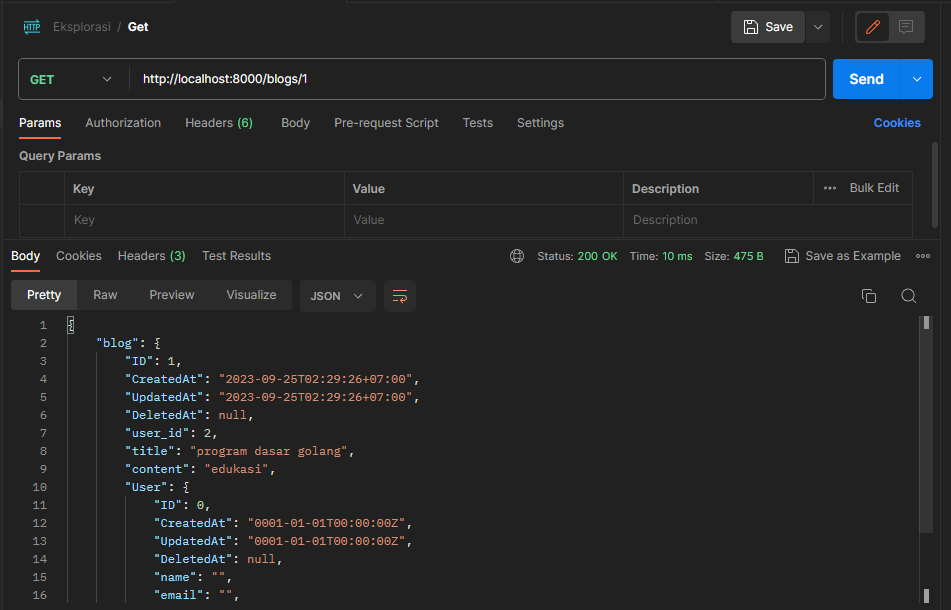 HTTP Eksplorasi / Get Save
GET http://localhost:8000/blogs/1 Send
Params Authorization Headers (6) Body Pre-request Script Tests Settings Cookies
Query Params
Key Value Description ••• Bulk Edit
Key Value Description
Body Cookies Headers (3) Test Results Status: 200 OK Time: 10 ms Size: 475 B Save as Example
Pretty Raw Preview Visualize JSON
1 {
2 "blog": {
3 "ID": 1,
4 "CreatedAt": "2023-09-25T02:29:26+07:00",
5 "UpdatedAt": "2023-09-25T02:29:26+07:00",
6 "DeletedAt": null,
7 "user_id": 2,
8 "title": "program dasar golang",
9 "content": "edukasi",
10 "User": {
11 "ID": 0,
12 "CreatedAt": "0001-01-01T00:00:00Z",
13 "UpdatedAt": "0001-01-01T00:00:00Z",
14 "DeletedAt": null,
15 "name": "",
16 "email": "",